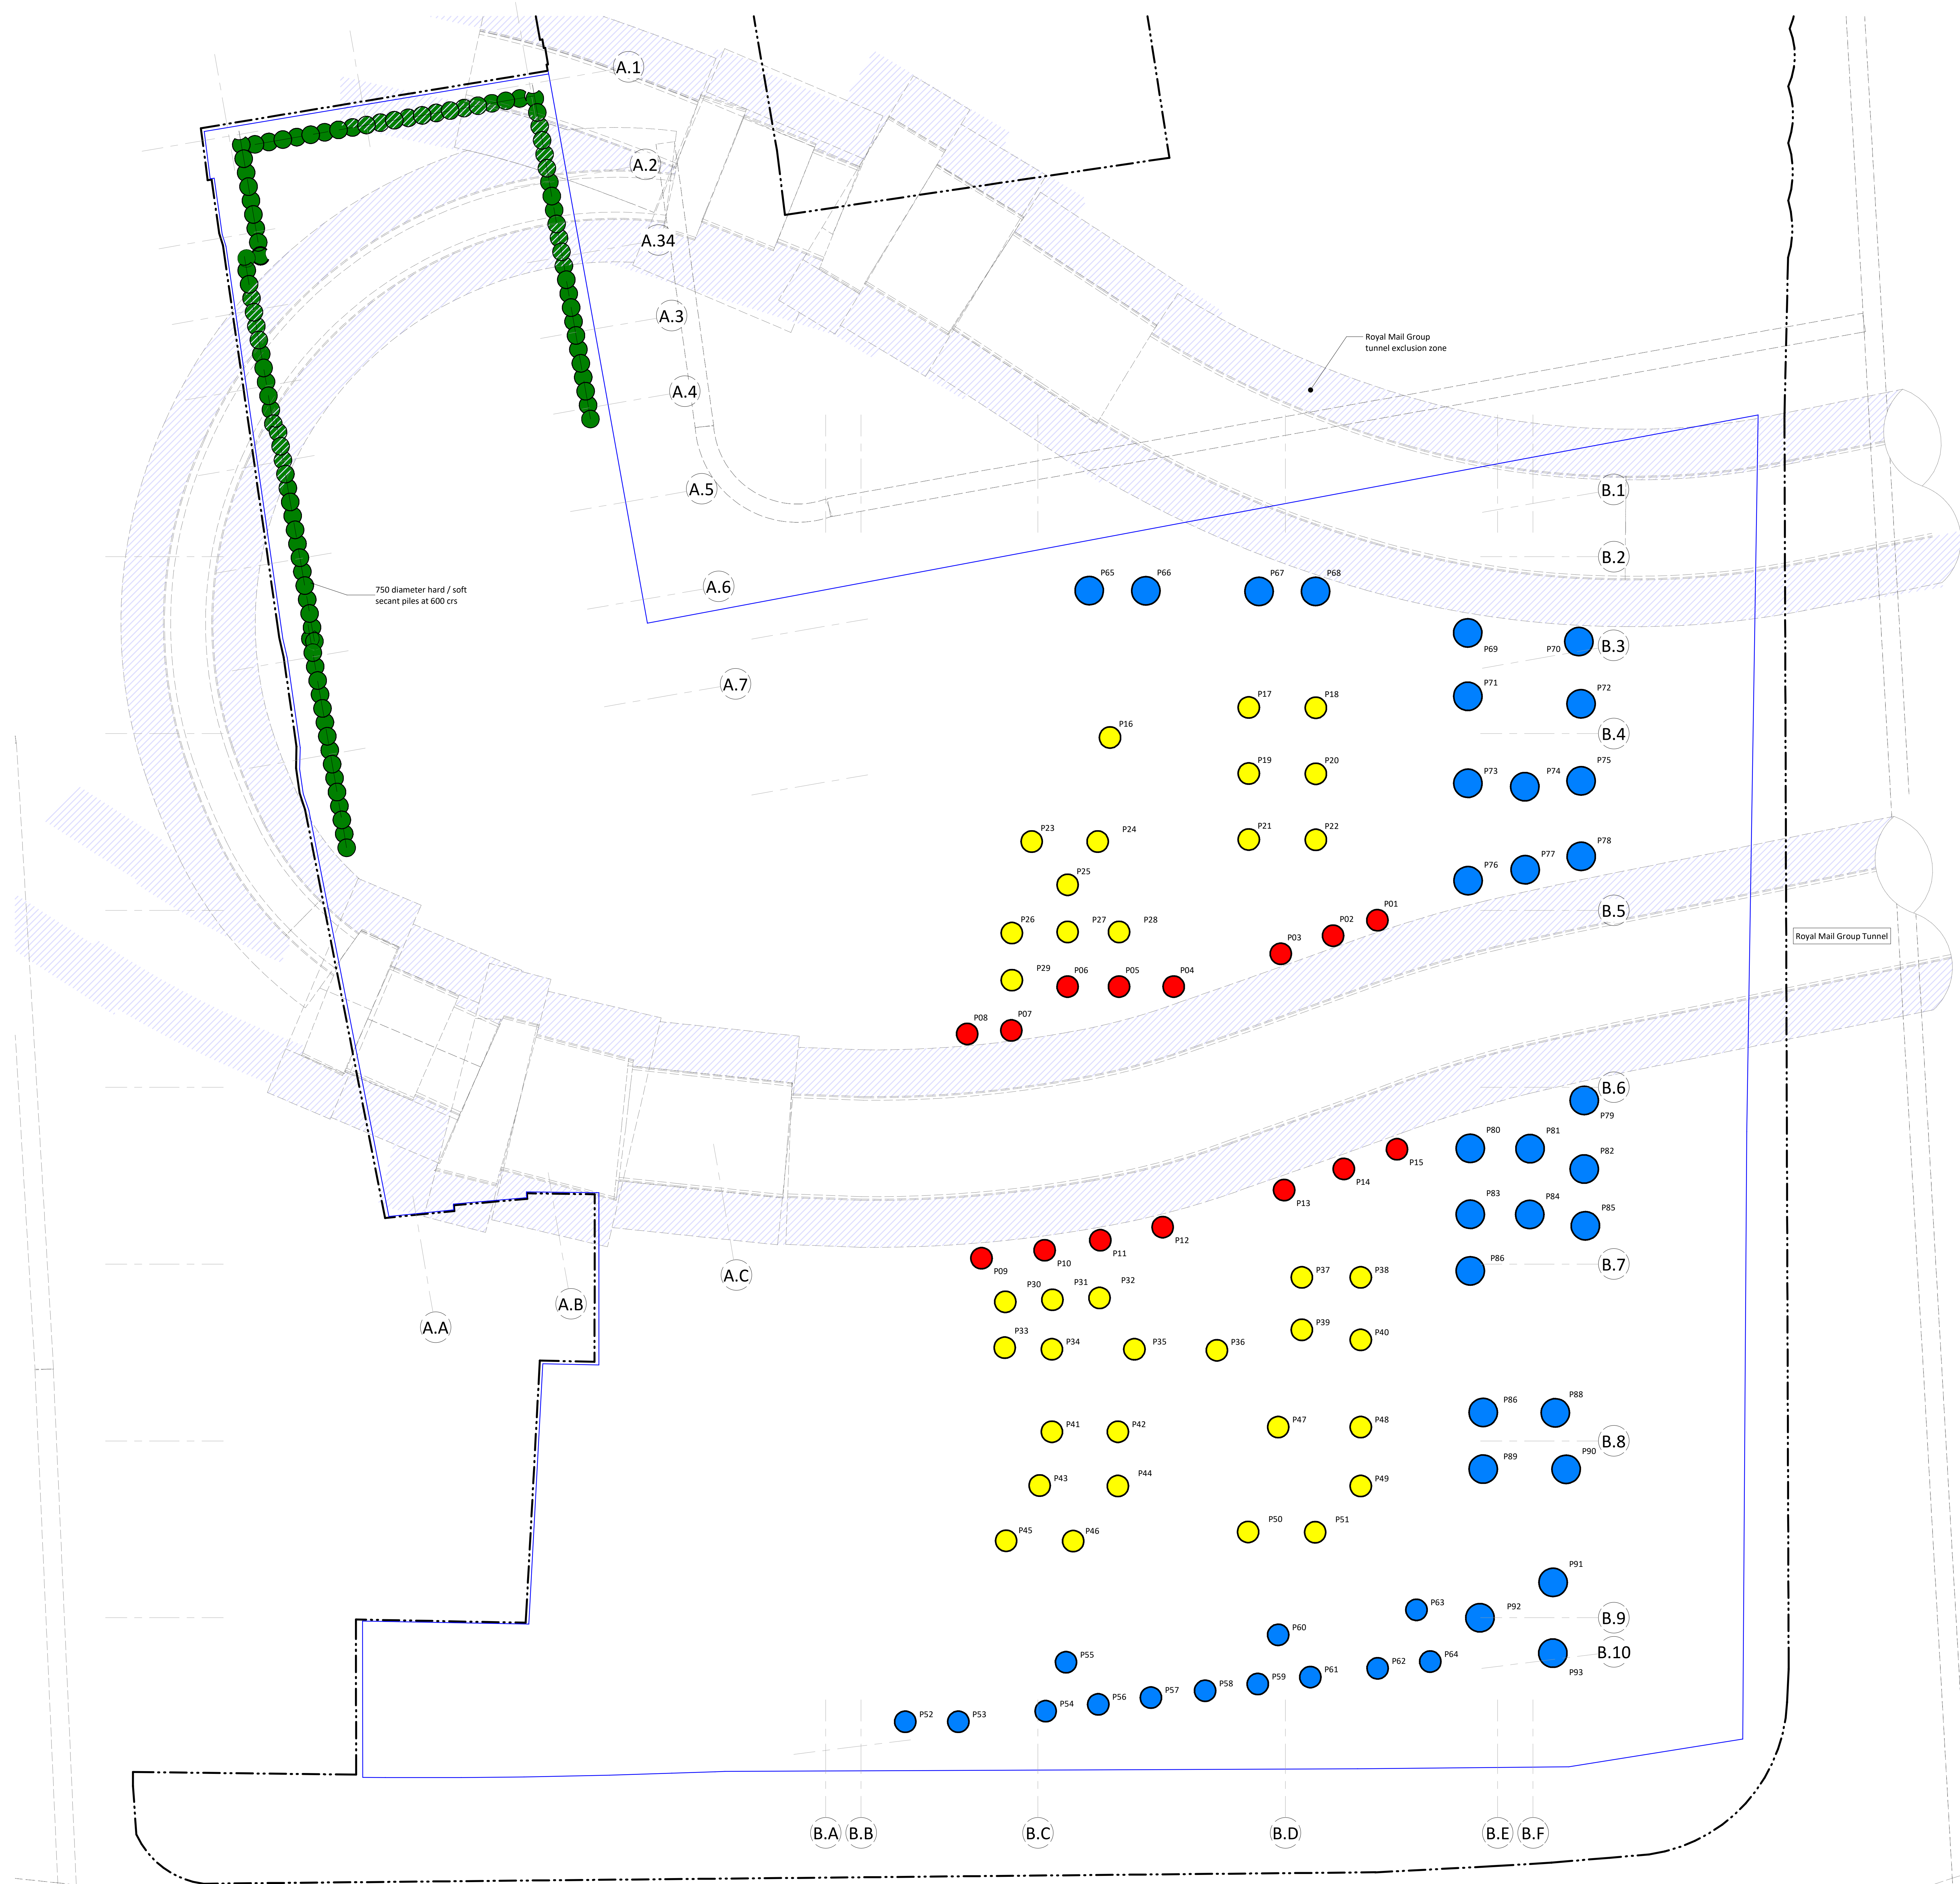 A.1
A.2
A.34
A.3
Royal Mail Group
tunnel exclusion zone
A.4
A.5
B.1
B.2
A.6
750 diameter hard / soft
secant piles at 600 crs
P65
P66
P67
P68
P69
P70
B.3
A.7
P71
P72
P17
P18
P16
B.4
P19
P20
P73
P74
P75
P23
P24
P21
P22
P76
P77
P78
P25
P01
B.5
P26
P27
P28
P02
P03
Royal Mail Group Tunnel
P29
P06
P05
P04
P08
P07
B.6
P79
P80
P81
P15
P82
P14
P13
P83
P84
P85
P12
P11
P10
P09
P86
B.7
A.C
P37
P38
P30
P31
P32
A.B
A.A
P39
P40
P33
P34
P35
P36
P86
P88
P41
P42
P47
P48
B.8
P89
P90
P43
P44
P49
P45
P46
P50
P51
P91
P63
P92
B.9
P60
P55
P62
P64
B.10
P93
P61
P59
P58
P57
P56
P54
P52
P53
B.A
B.B
B.C
B.D
B.E
B.F